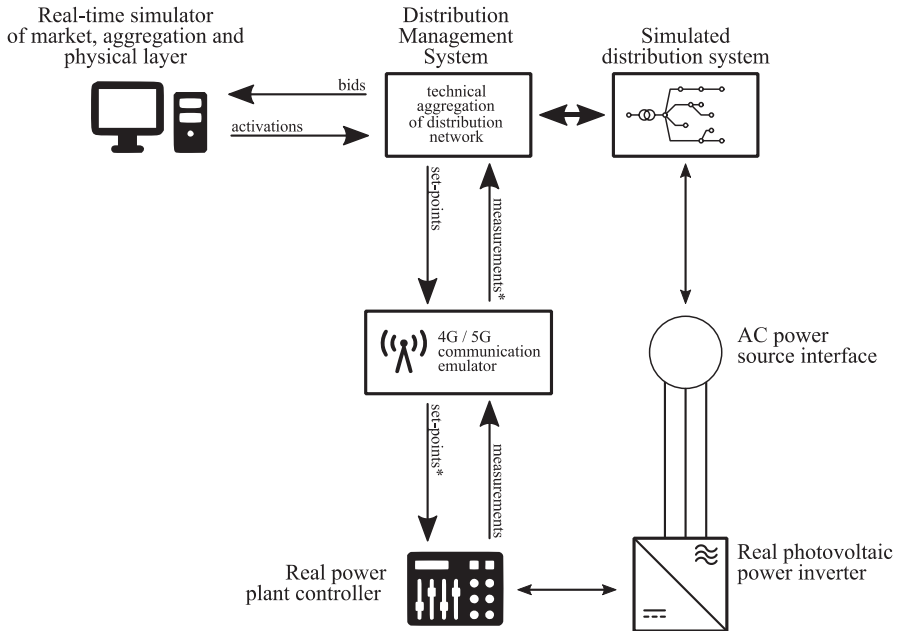 Real-time simulator
of market, aggregation and
physical layer
Distribution
Management
System
Simulated
distribution system
bids
activations
technical
aggregation
of distribution
network
set-points
measurements*
4G / 5G
communication
emulator
AC power
source interface
set-points*
measurements
Real power
plant controller
Real photovoltaic
power inverter